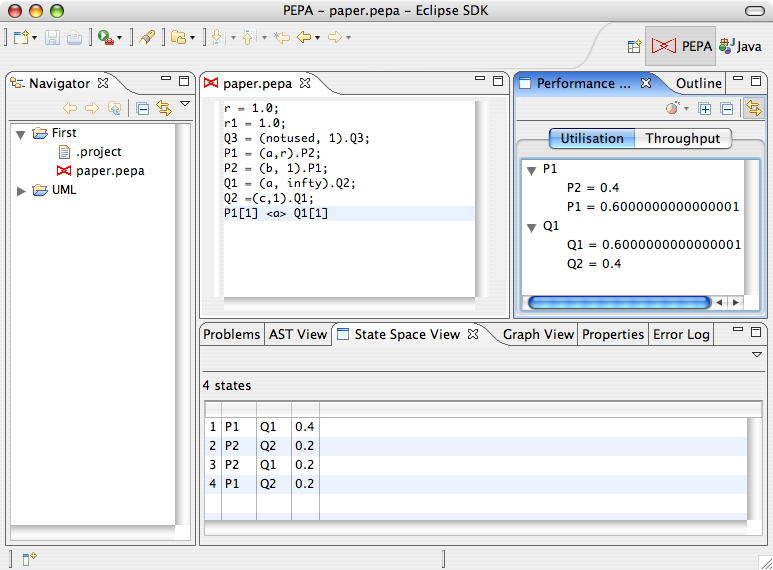 PEPA – paper.pepa – Eclipse SDK
PEPA Java
Navigator
First
.project
paper.pepa
UML
paper.pepa
r = 1.0;
r1 = 1.0;
Q3 = (notused, 1).Q3;
P1 = (a,r).P2;
P2 = (b, 1).P1;
Q1 = (a, infty).Q2;
Q2 =(c,1).Q1;
P1[1] <a> Q1[1]
Performance ... Outline
Utilisation Throughput
P1
P2 = 0.4
P1 = 0.6000000000000001
Q1
Q1 = 0.6000000000000001
Q2 = 0.4
Problems AST View State Space View Graph View Properties Error Log
4 states
1 P1 Q1 0.4
2 P2 Q2 0.2
3 P2 Q1 0.2
4 P1 Q2 0.2